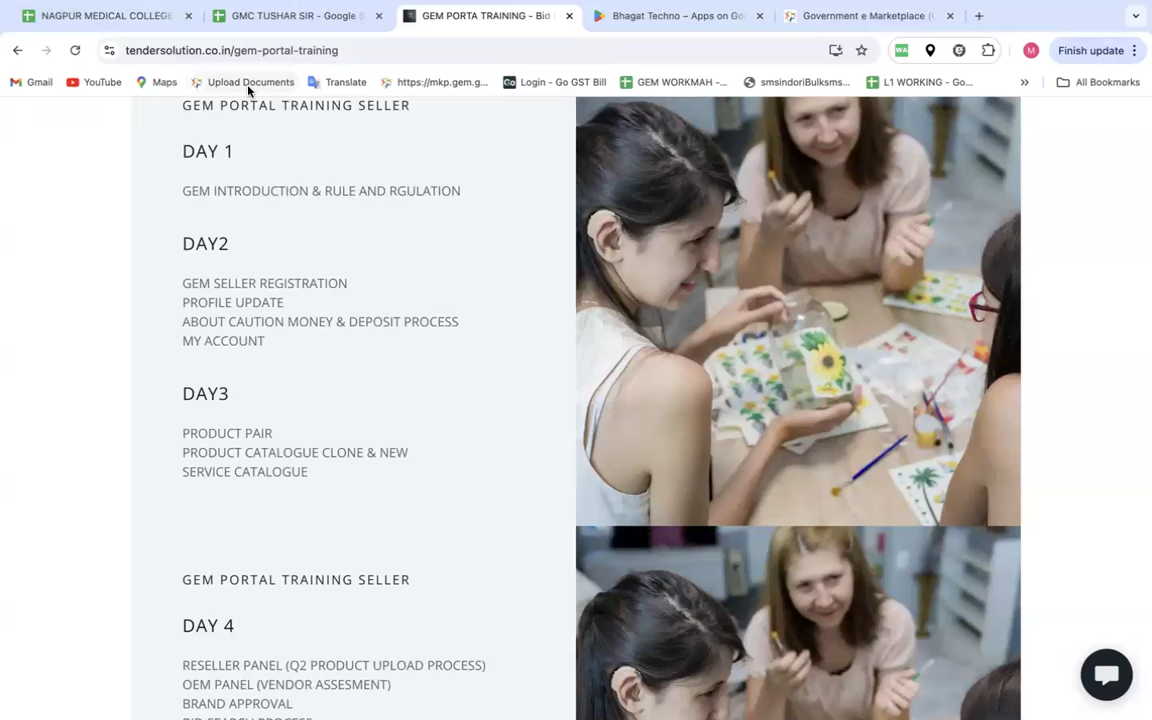 NAGPUR MEDICAL COLLEGE
GMC TUSHAR SIR - Google S
GEM PORTA TRAINING - Bid
Bhagat Techno – Apps on Go
Government e Marketplace (
tendersolution.co.in/gem-portal-training
WA
M
Finish update
Gmail
YouTube
Maps
Upload Documents
Translate
https://mkp.gem.g...
Login - Go GST Bill
GEM WORKMAH -...
smsindoriBulksms...
L1 WORKING - Go...
All Bookmarks
GEM PORTAL TRAINING SELLER
DAY 1
GEM INTRODUCTION & RULE AND RGULATION
DAY2
GEM SELLER REGISTRATION
PROFILE UPDATE
ABOUT CAUTION MONEY & DEPOSIT PROCESS
MY ACCOUNT
DAY3
PRODUCT PAIR
PRODUCT CATALOGUE CLONE & NEW
SERVICE CATALOGUE
GEM PORTAL TRAINING SELLER
DAY 4
RESELLER PANEL (Q2 PRODUCT UPLOAD PROCESS)
OEM PANEL (VENDOR ASSESMENT)
BRAND APPROVAL